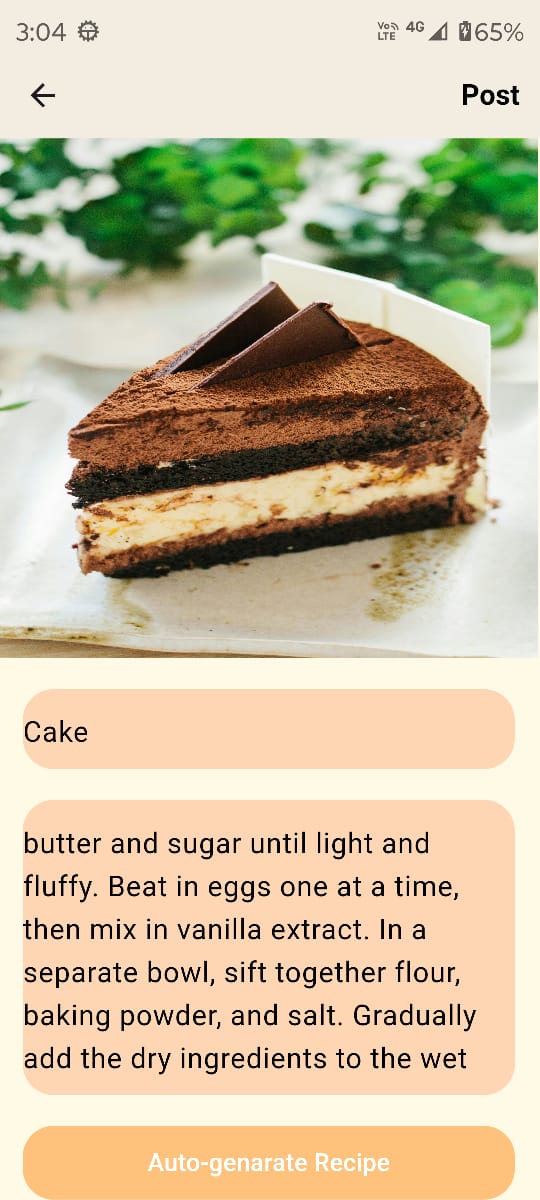 3:04 Vo LTE 4G 65%
Post
Cake
butter and sugar until light and
fluffy. Beat in eggs one at a time,
then mix in vanilla extract. In a
separate bowl, sift together flour,
baking powder, and salt. Gradually
add the dry ingredients to the wet
Auto-genarate Recipe